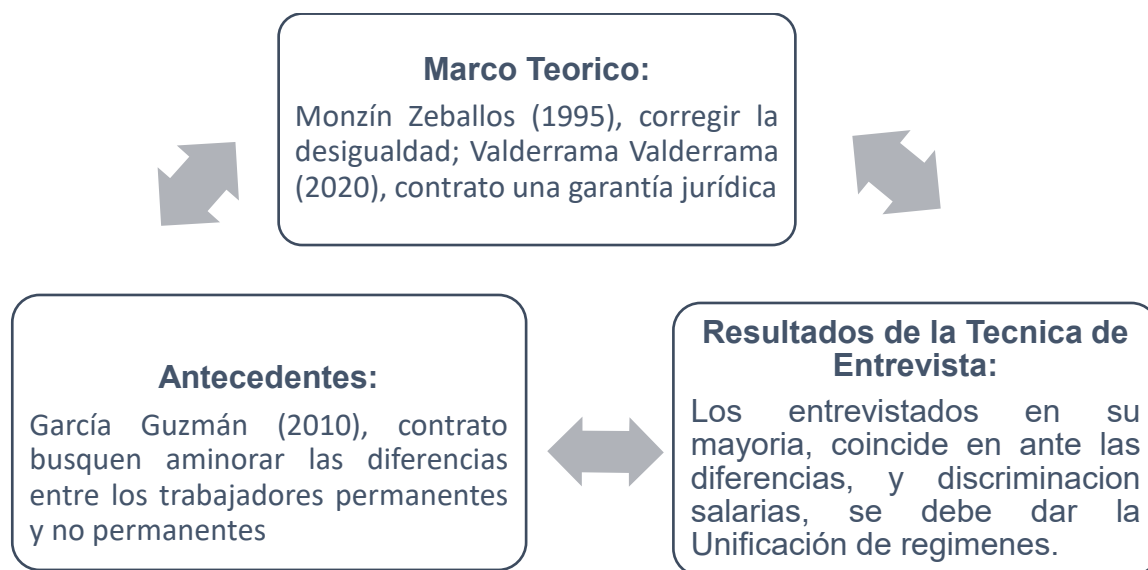 Marco Teorico:
Monzín Zeballos (1995), corregir la
desigualdad; Valderrama Valderrama
(2020), contrato una garantía jurídica
Antecedentes:
García Guzmán (2010), contrato
busquen aminorar las diferencias
entre los trabajadores permanentes
y no permanentes
Resultados de la Tecnica de
Entrevista:
Los entrevistados en su
mayoria, coincide en ante las
diferencias, y discriminacion
salarias, se debe dar la
Unificación de regimenes.